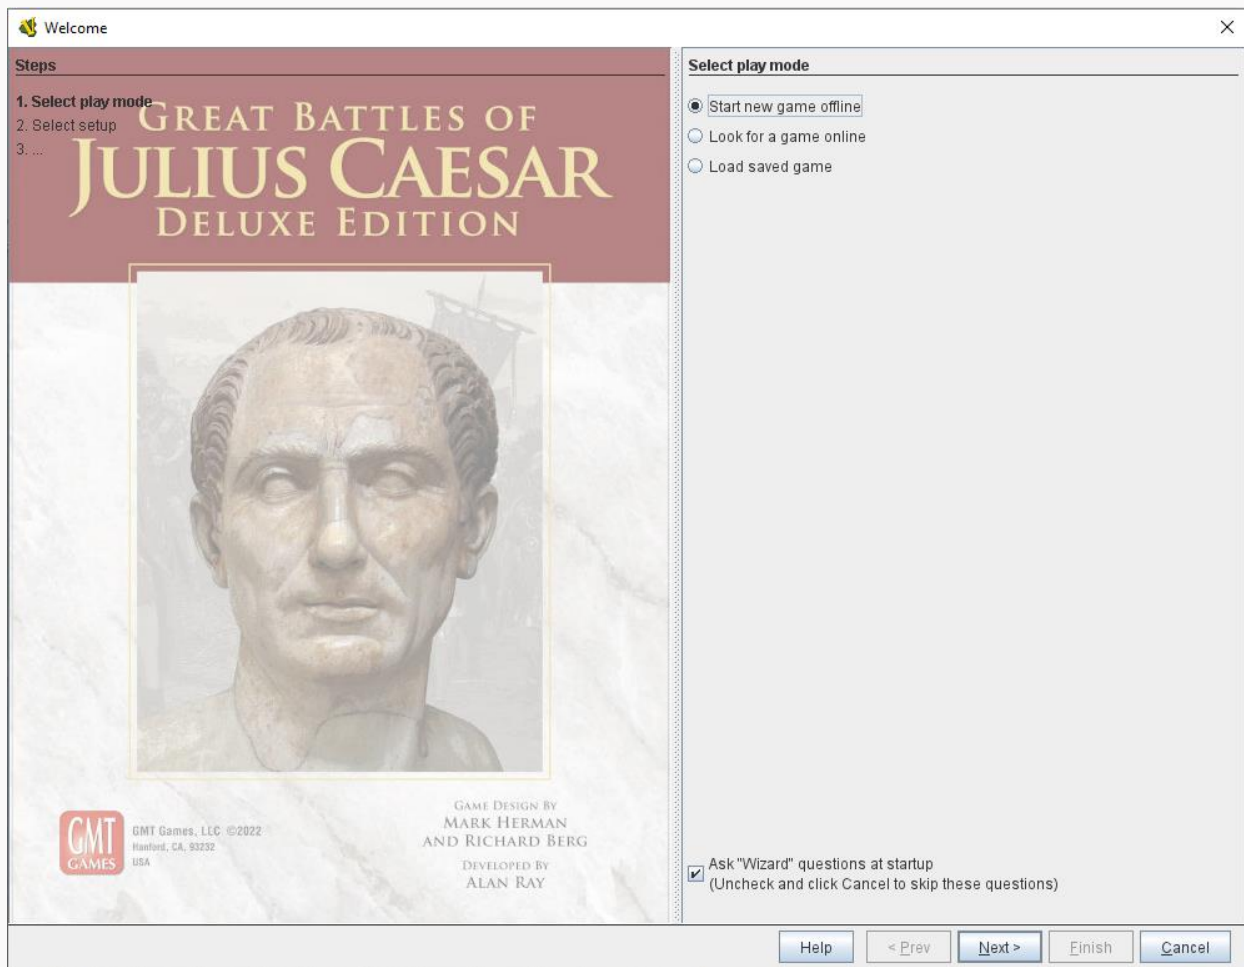 Welcome
Steps
1. Select play mode
2. Select setup
3. ...
GREAT BATTLES OF
JULIUS CAESAR
DELUXE EDITION
GMT
GAMES
GMT Games, LLC ©2022
Hanford, CA, 93232
USA
GAME DESIGN BY
MARK HERMAN
AND RICHARD BERG
DEVELOPED BY
ALAN RAY
Select play mode
Start new game offline
Look for a game online
Load saved game
Ask "Wizard" questions at startup
(Uncheck and click Cancel to skip these questions)
Help
< Prev
Next >
Finish
Cancel